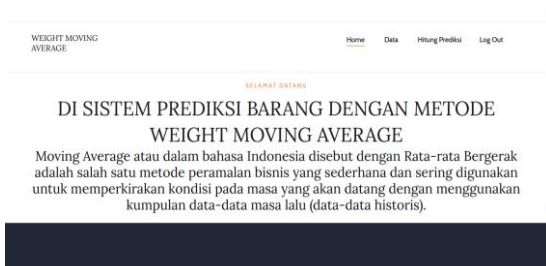 WEIGHT MOVING
AVERAGE
Home Data Hitung Prediksi Log Out
SELAMAT DATANG
DI SISTEM PREDIKSI BARANG DENGAN METODE
WEIGHT MOVING AVERAGE
Moving Average atau dalam bahasa Indonesia disebut dengan Rata-rata Bergerak
adalah salah satu metode peramalan bisnis yang sederhana dan sering digunakan
untuk memperkirakan kondisi pada masa yang akan datang dengan menggunakan
kumpulan data-data masa lalu (data-data historis).